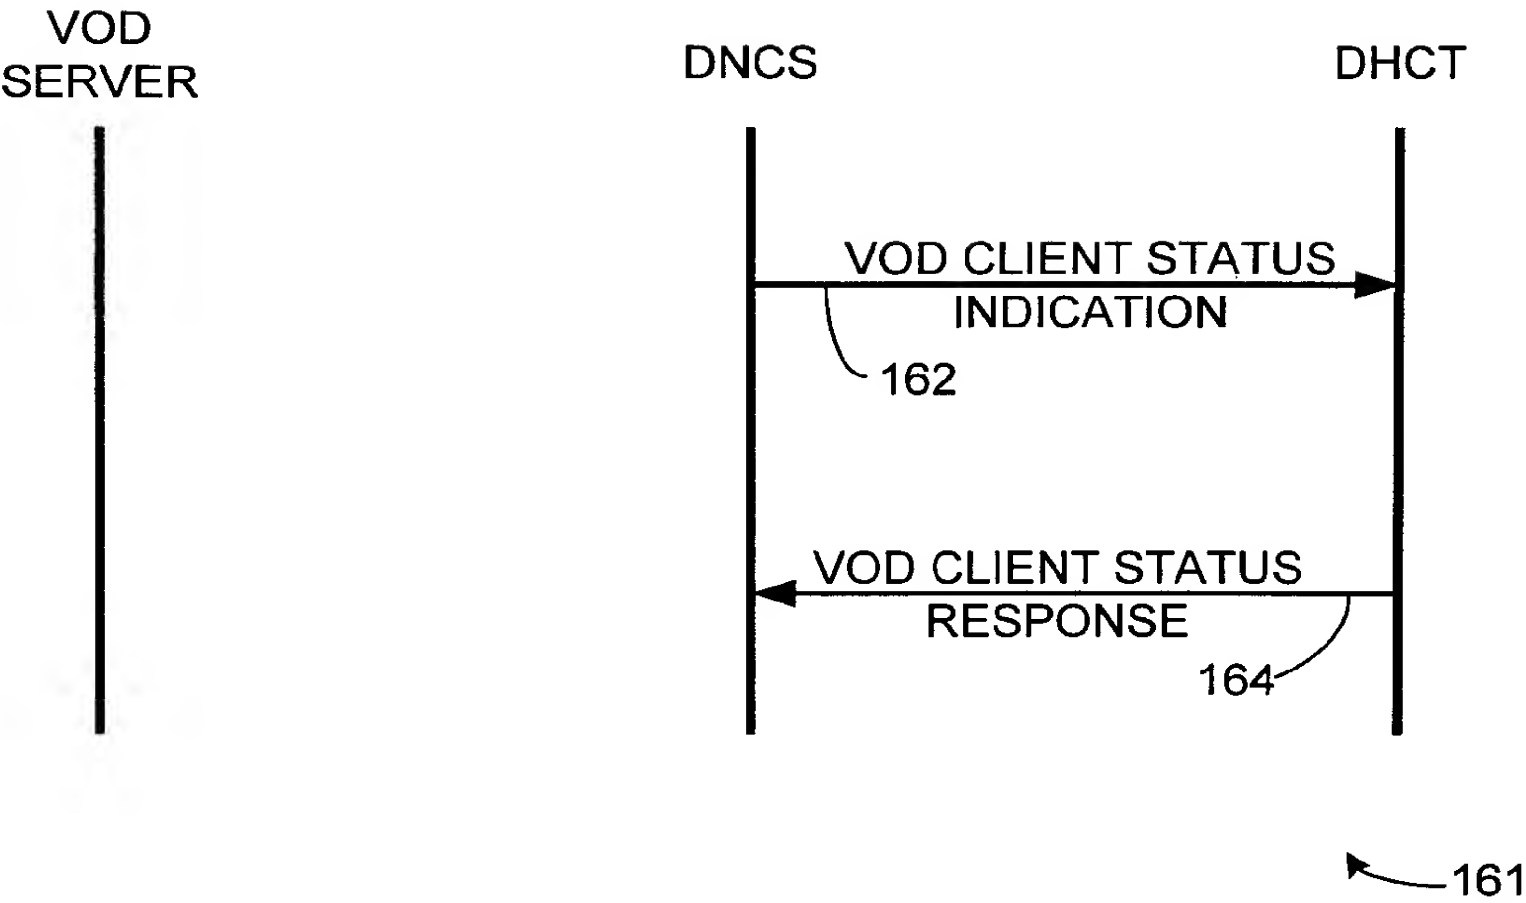 VOD
SERVER
DNCS
DHCT
VOD CLIENT STATUS
INDICATION
162
VOD CLIENT STATUS
RESPONSE
164
161